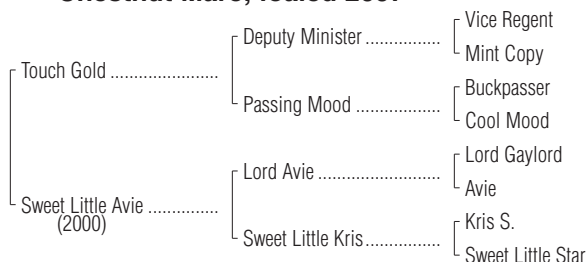 Chestnut Mare; foaled
Vice Regent
Deputy Minister ..................
Mint Copy
Touch Gold ........................
Buckpasser
Passing Mood ....................
Cool Mood
Lord Gaylord
Lord Avie ............................
Avie
Sweet Little Avie ................
(2000)
Kris S.
Sweet Little Kris..................
Sweet Little Star